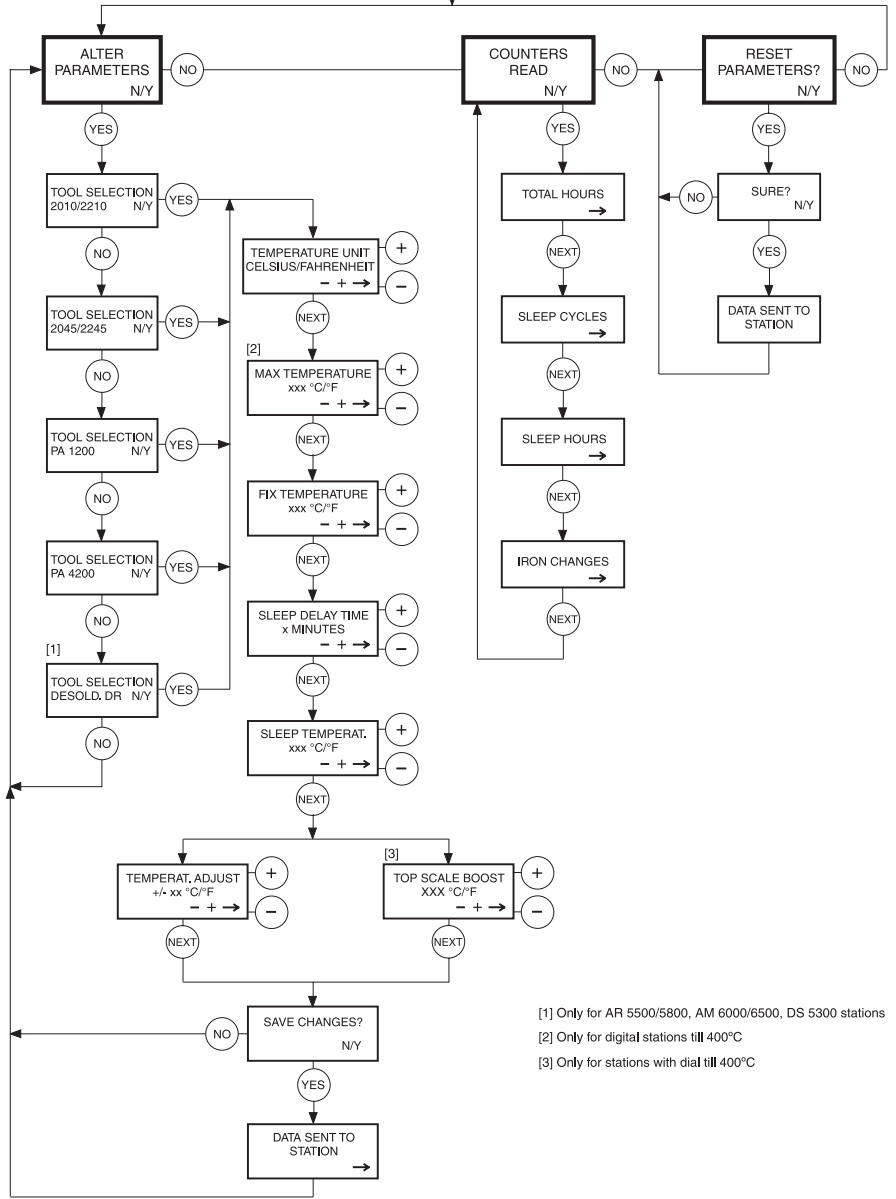 ALTER
PARAMETERS
N/Y
NO
YES
TOOL SELECTION
2010/2210 N/Y
YES
NO
TOOL SELECTION
2045/2245 N/Y
YES
NO
TOOL SELECTION
PA 1200 N/Y
YES
NO
TOOL SELECTION
PA 4200 N/Y
YES
NO
[1]
TOOL SELECTION
DESOLD. DR N/Y
YES
NO
TEMPERATURE UNIT
CELSIUS/FAHRENHEIT
− + →
+
−
NEXT
[2]
MAX TEMPERATURE
xxx °C/°F
− + →
+
−
NEXT
FIX TEMPERATURE
xxx °C/°F
− + →
+
−
NEXT
SLEEP DELAY TIME
x MINUTES
− + →
+
−
NEXT
SLEEP TEMPERAT.
xxx °C/°F
− + →
+
−
NEXT
TEMPERAT. ADJUST
+/- xx °C/°F
− + →
+
−
NEXT
[3]
TOP SCALE BOOST
XXX °C/°F
− + →
+
−
NEXT
SAVE CHANGES?
N/Y
NO
YES
DATA SENT TO
STATION
→
COUNTERS
READ
N/Y
NO
YES
TOTAL HOURS
→
NEXT
SLEEP CYCLES
→
NEXT
SLEEP HOURS
→
NEXT
IRON CHANGES
→
NEXT
RESET
PARAMETERS?
N/Y
NO
YES
SURE?
N/Y
NO
YES
DATA SENT TO
STATION
[1] Only for AR 5500/5800, AM 6000/6500, DS 5300 stations
[2] Only for digital stations till 400ºC
[3] Only for stations with dial till 400ºC